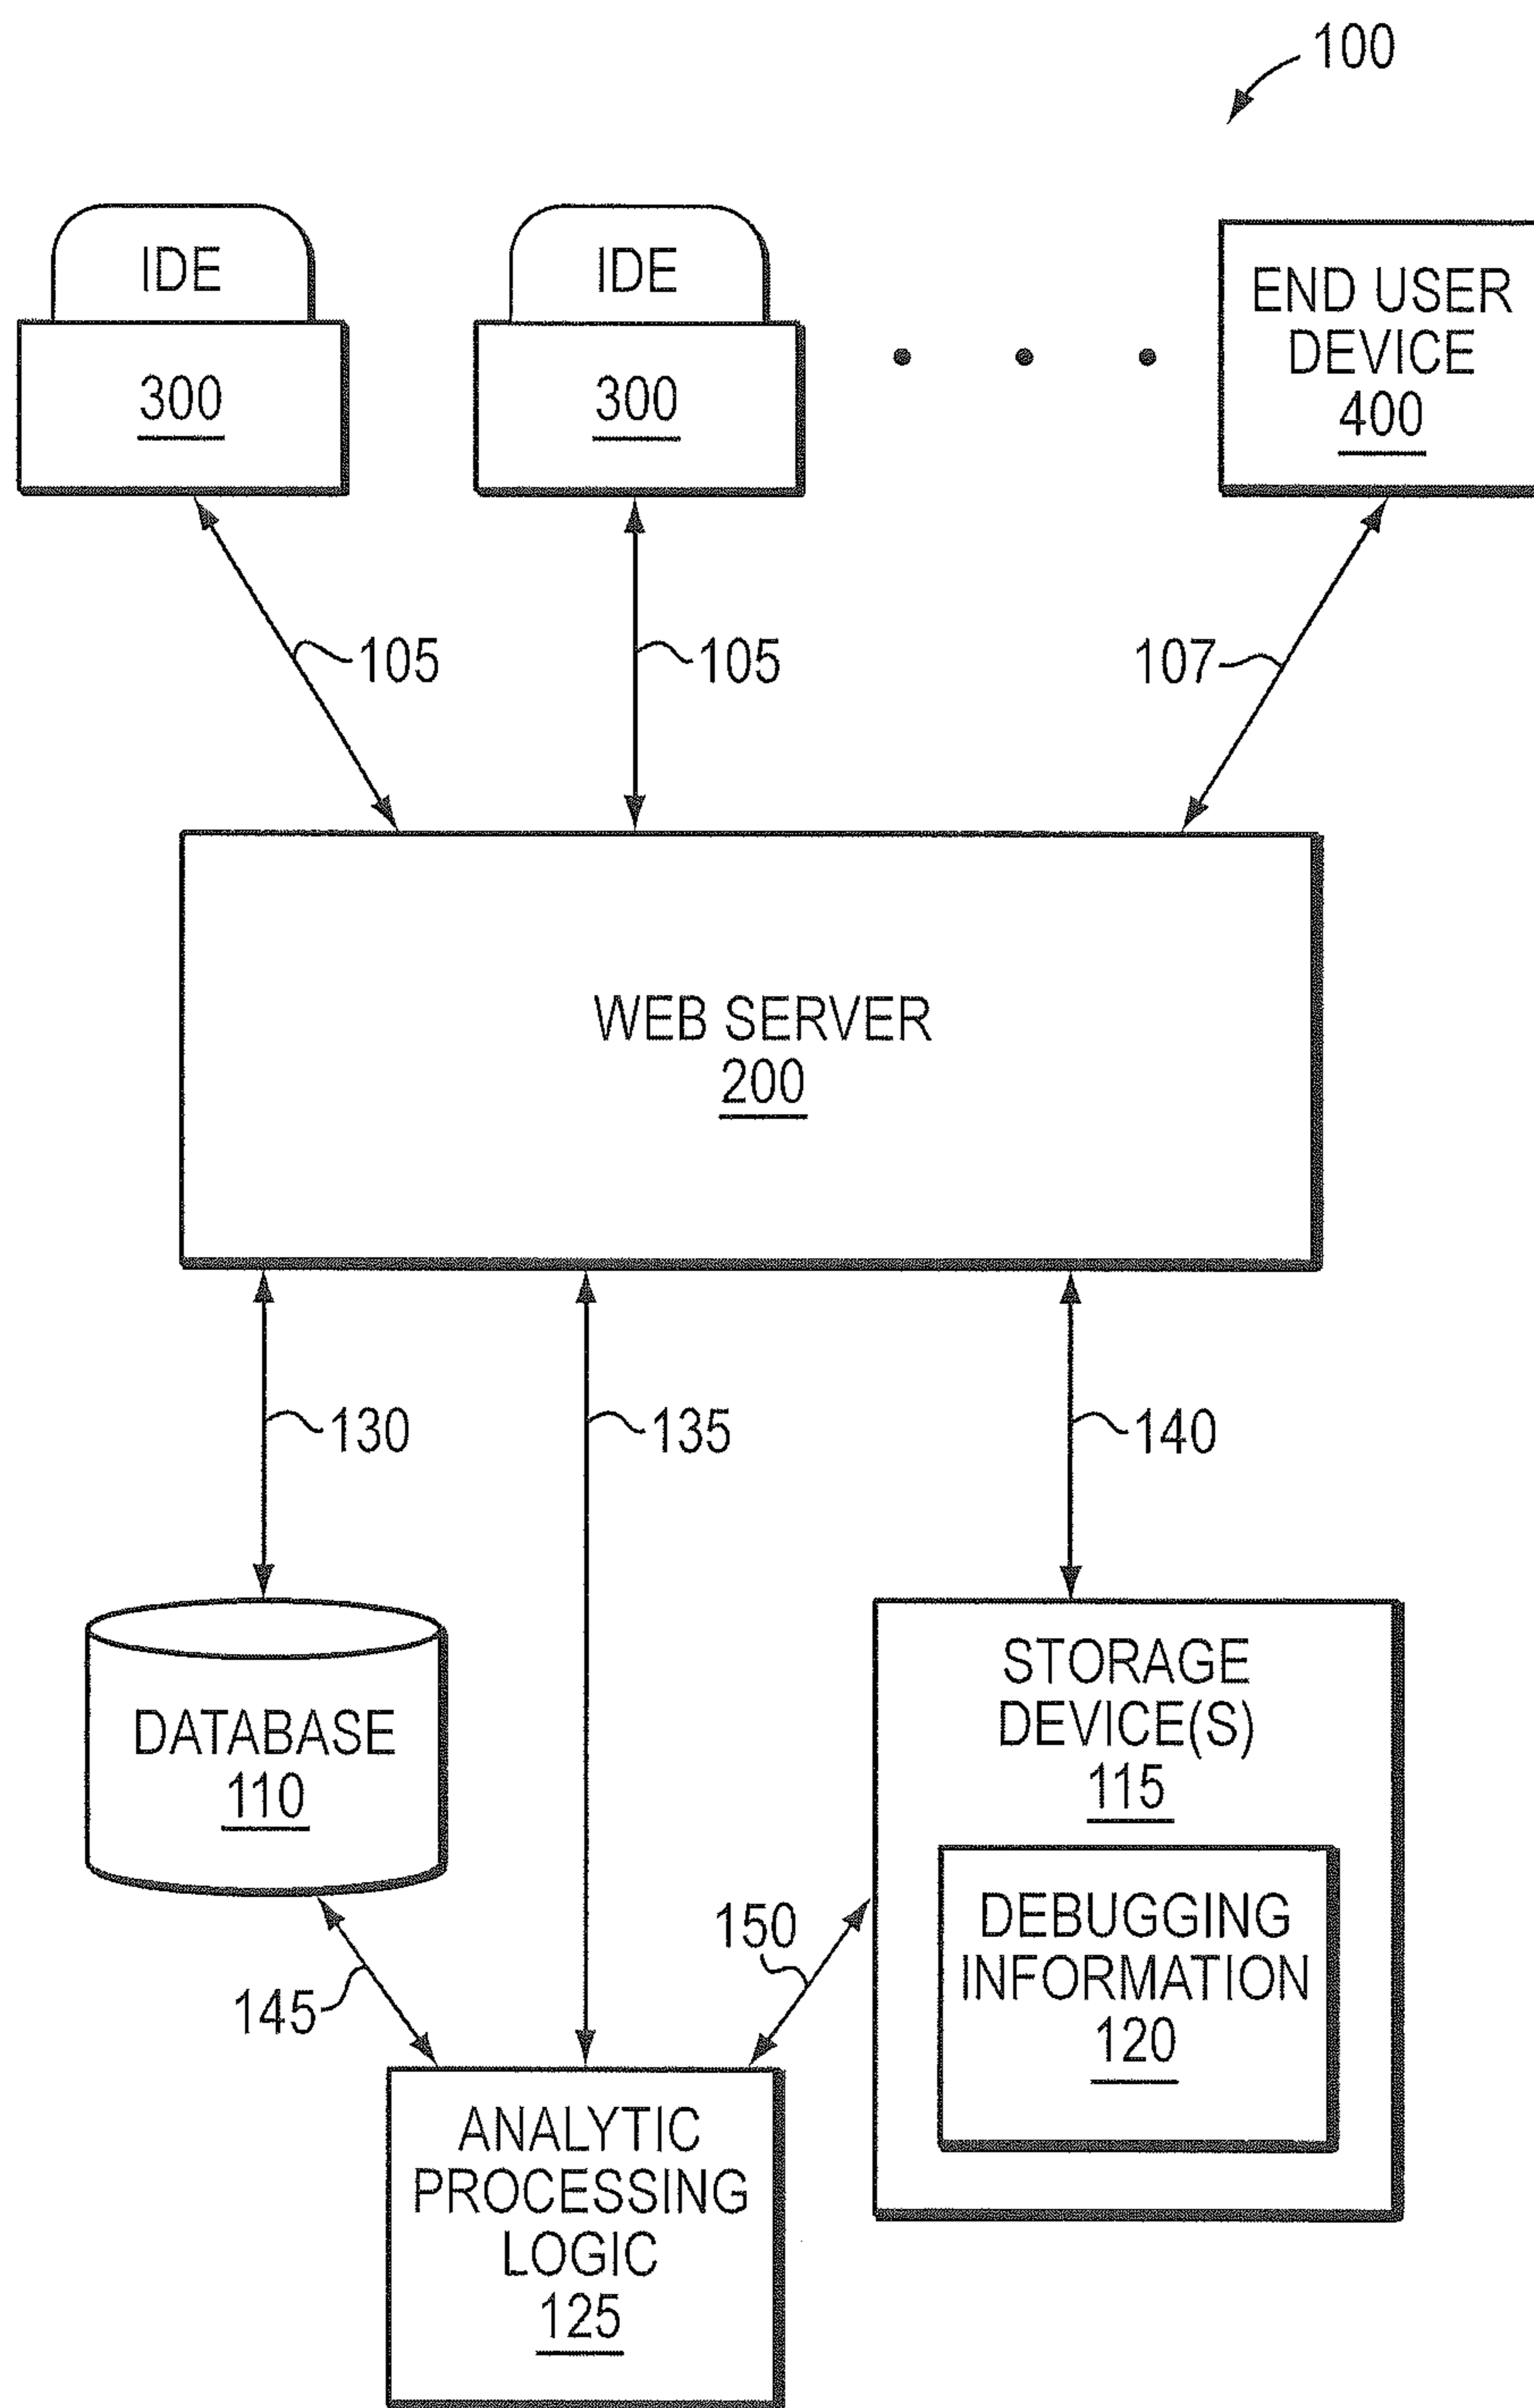 100
IDE
300
IDE
300
END USER
DEVICE
400
105
105
107
WEB SERVER
200
130
135
140
DATABASE
110
STORAGE
DEVICE(S)
115
DEBUGGING
INFORMATION
120
145
150
ANALYTIC
PROCESSING
LOGIC
125